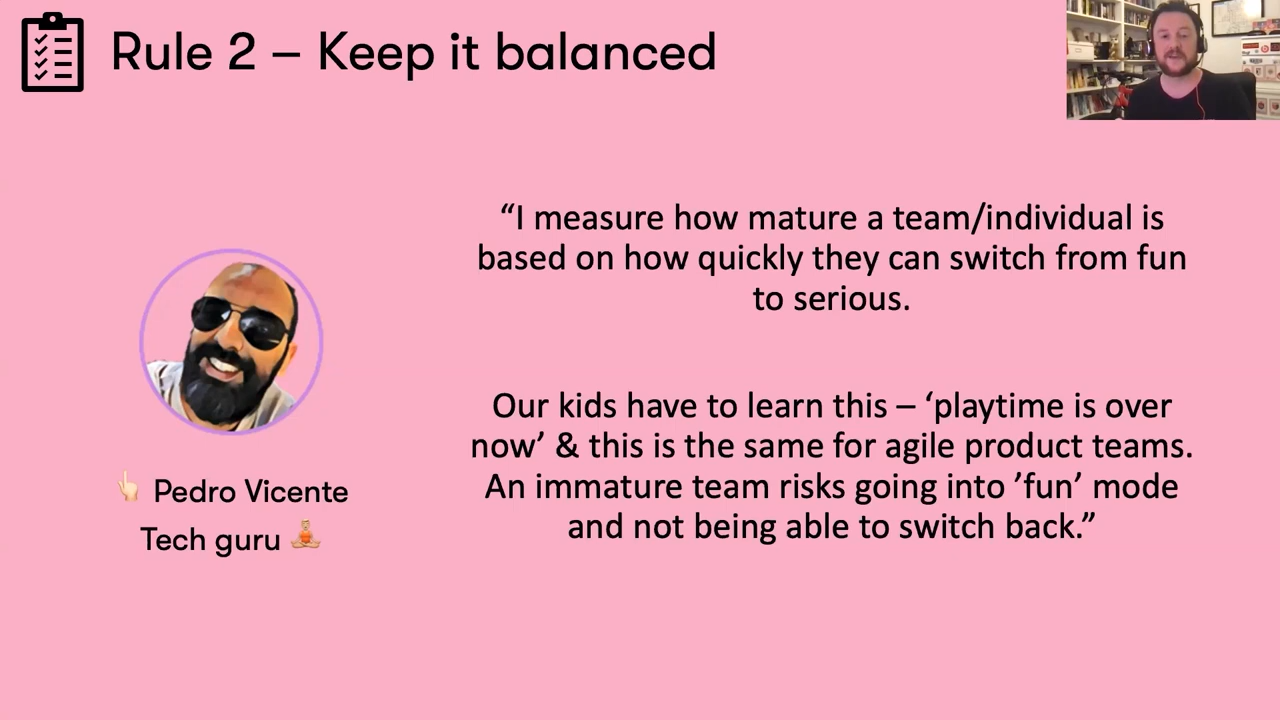 Rule 2 – Keep it balanced
“I measure how mature a team/individual is
based on how quickly they can switch from fun
to serious.
Our kids have to learn this – ‘playtime is over
now’ & this is the same for agile product teams.
An immature team risks going into ’fun’ mode
and not being able to switch back.”
👆🏻 Pedro Vicente
Tech guru 🧘🏼‍♂️